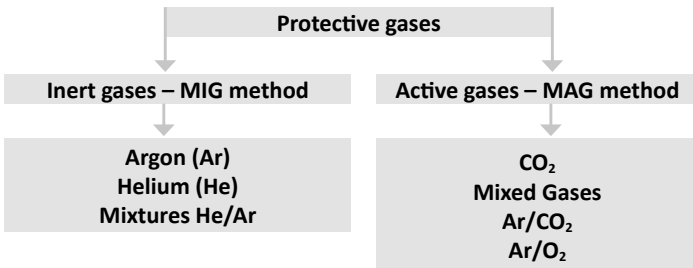 Protective gases
Inert gases – MIG method
Active gases – MAG method
Argon (Ar)
Helium (He)
Mixtures He/Ar
CO₂
Mixed Gases
Ar/CO₂
Ar/O₂